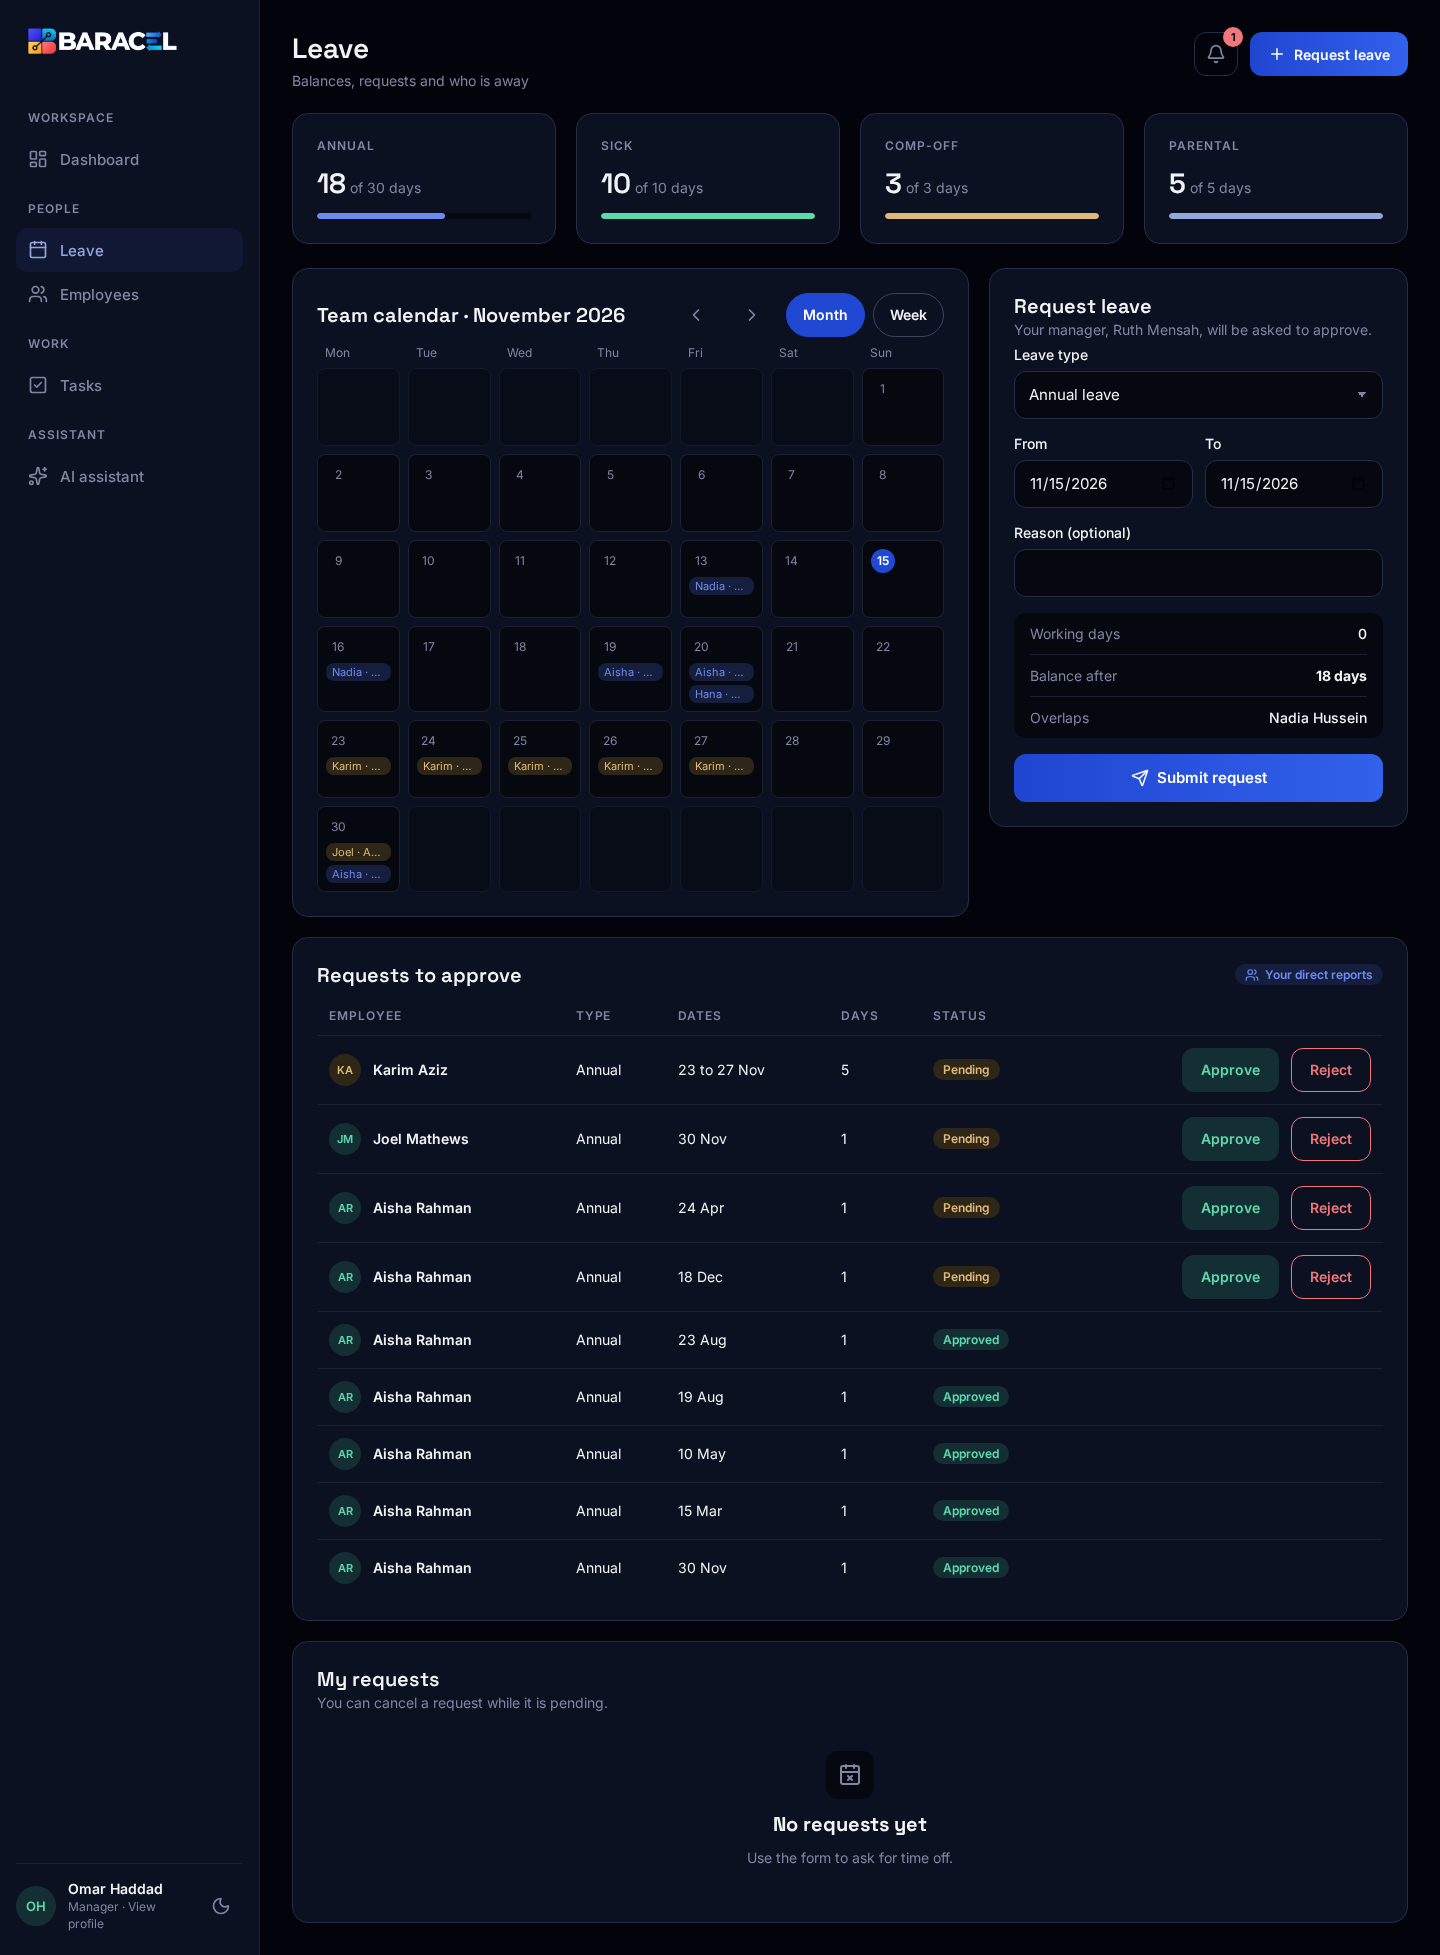 BARACEL
WORKSPACE
Dashboard
PEOPLE
Leave
Employees
WORK
Tasks
ASSISTANT
AI assistant
Omar Haddad
OH
Manager · View
profile
Leave
Balances, requests and who is away
1
Request leave
ANNUAL
18 of 30 days
SICK
10 of 10 days
COMP-OFF
3 of 3 days
PARENTAL
5 of 5 days
Team calendar · November 2026
Month
Week
Mon Tue Wed Thu Fri Sat Sun
1
2 3 4 5 6 7 8
9 10 11 12 13 14 15
Nadia · ...
16 17 18 19 20 21 22
Nadia · ... Aisha · ... Aisha · ...
Hana · ...
23 24 25 26 27 28 29
Karim · ... Karim · ... Karim · ... Karim · ... Karim · ...
30
Joel · A...
Aisha · ...
Request leave
Your manager, Ruth Mensah, will be asked to approve.
Leave type
Annual leave
From To
11/15/2026 11/15/2026
Reason (optional)
Working days 0
Balance after 18 days
Overlaps Nadia Hussein
Submit request
Requests to approve
Your direct reports
EMPLOYEE TYPE DATES DAYS STATUS
KA Karim Aziz Annual 23 to 27 Nov 5 Pending Approve Reject
JM Joel Mathews Annual 30 Nov 1 Pending Approve Reject
AR Aisha Rahman Annual 24 Apr 1 Pending Approve Reject
AR Aisha Rahman Annual 18 Dec 1 Pending Approve Reject
AR Aisha Rahman Annual 23 Aug 1 Approved
AR Aisha Rahman Annual 19 Aug 1 Approved
AR Aisha Rahman Annual 10 May 1 Approved
AR Aisha Rahman Annual 15 Mar 1 Approved
AR Aisha Rahman Annual 30 Nov 1 Approved
My requests
You can cancel a request while it is pending.
No requests yet
Use the form to ask for time off.